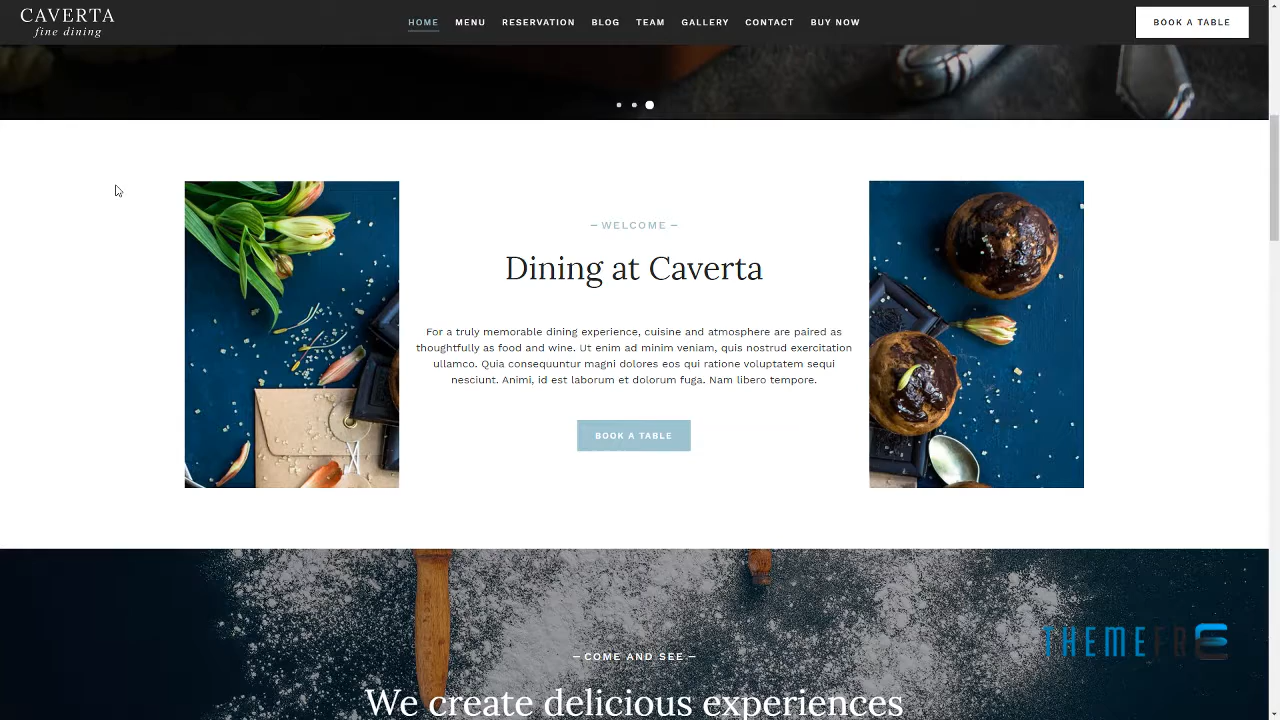 CAVERTA
fine dining
HOME MENU RESERVATION BLOG TEAM GALLERY CONTACT BUY NOW
BOOK A TABLE
– WELCOME –
Dining at Caverta
For a truly memorable dining experience, cuisine and atmosphere are paired as
thoughtfully as food and wine. Ut enim ad minim veniam, quis nostrud exercitation
ullamco. Quia consequuntur magni dolores eos qui ratione voluptatem sequi
nesciunt. Animi, id est laborum et dolorum fuga. Nam libero tempore.
BOOK A TABLE
– COME AND SEE –
We create delicious experiences
THEMEFRE